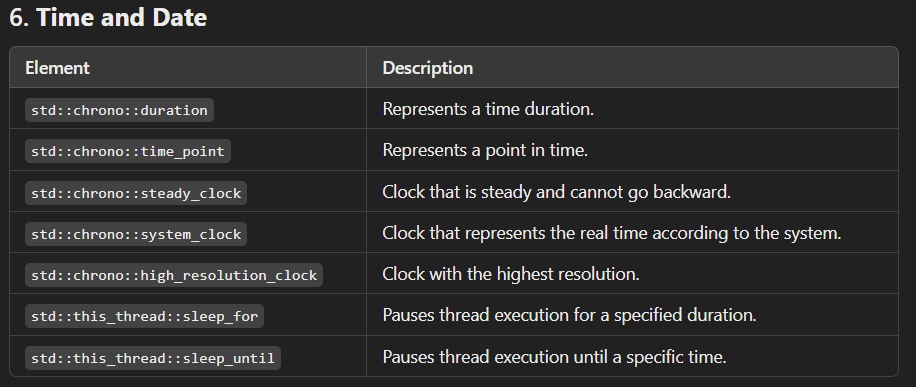 6. Time and Date
Element Description
std::chrono::duration Represents a time duration.
std::chrono::time_point Represents a point in time.
std::chrono::steady_clock Clock that is steady and cannot go backward.
std::chrono::system_clock Clock that represents the real time according to the system.
std::chrono::high_resolution_clock Clock with the highest resolution.
std::this_thread::sleep_for Pauses thread execution for a specified duration.
std::this_thread::sleep_until Pauses thread execution until a specific time.